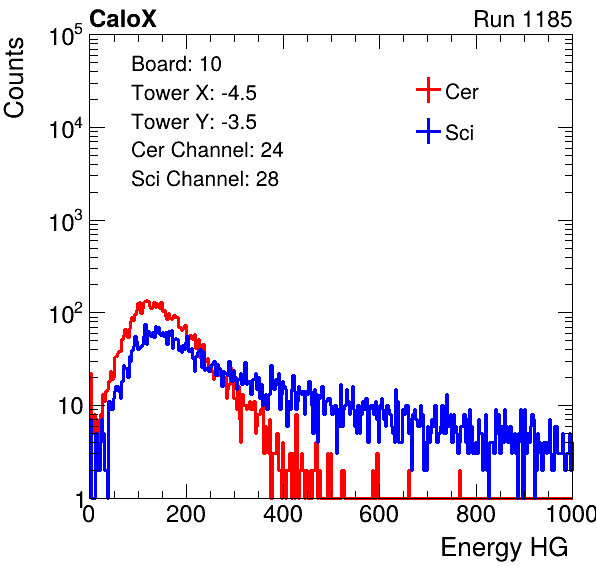 CaloX Run 1185
Counts
10^5
10^4
10^3
10^2
10
1
Board: 10
Tower X: -4.5
Tower Y: -3.5
Cer Channel: 24
Sci Channel: 28
Cer
Sci
0 200 400 600 800 1000
Energy HG